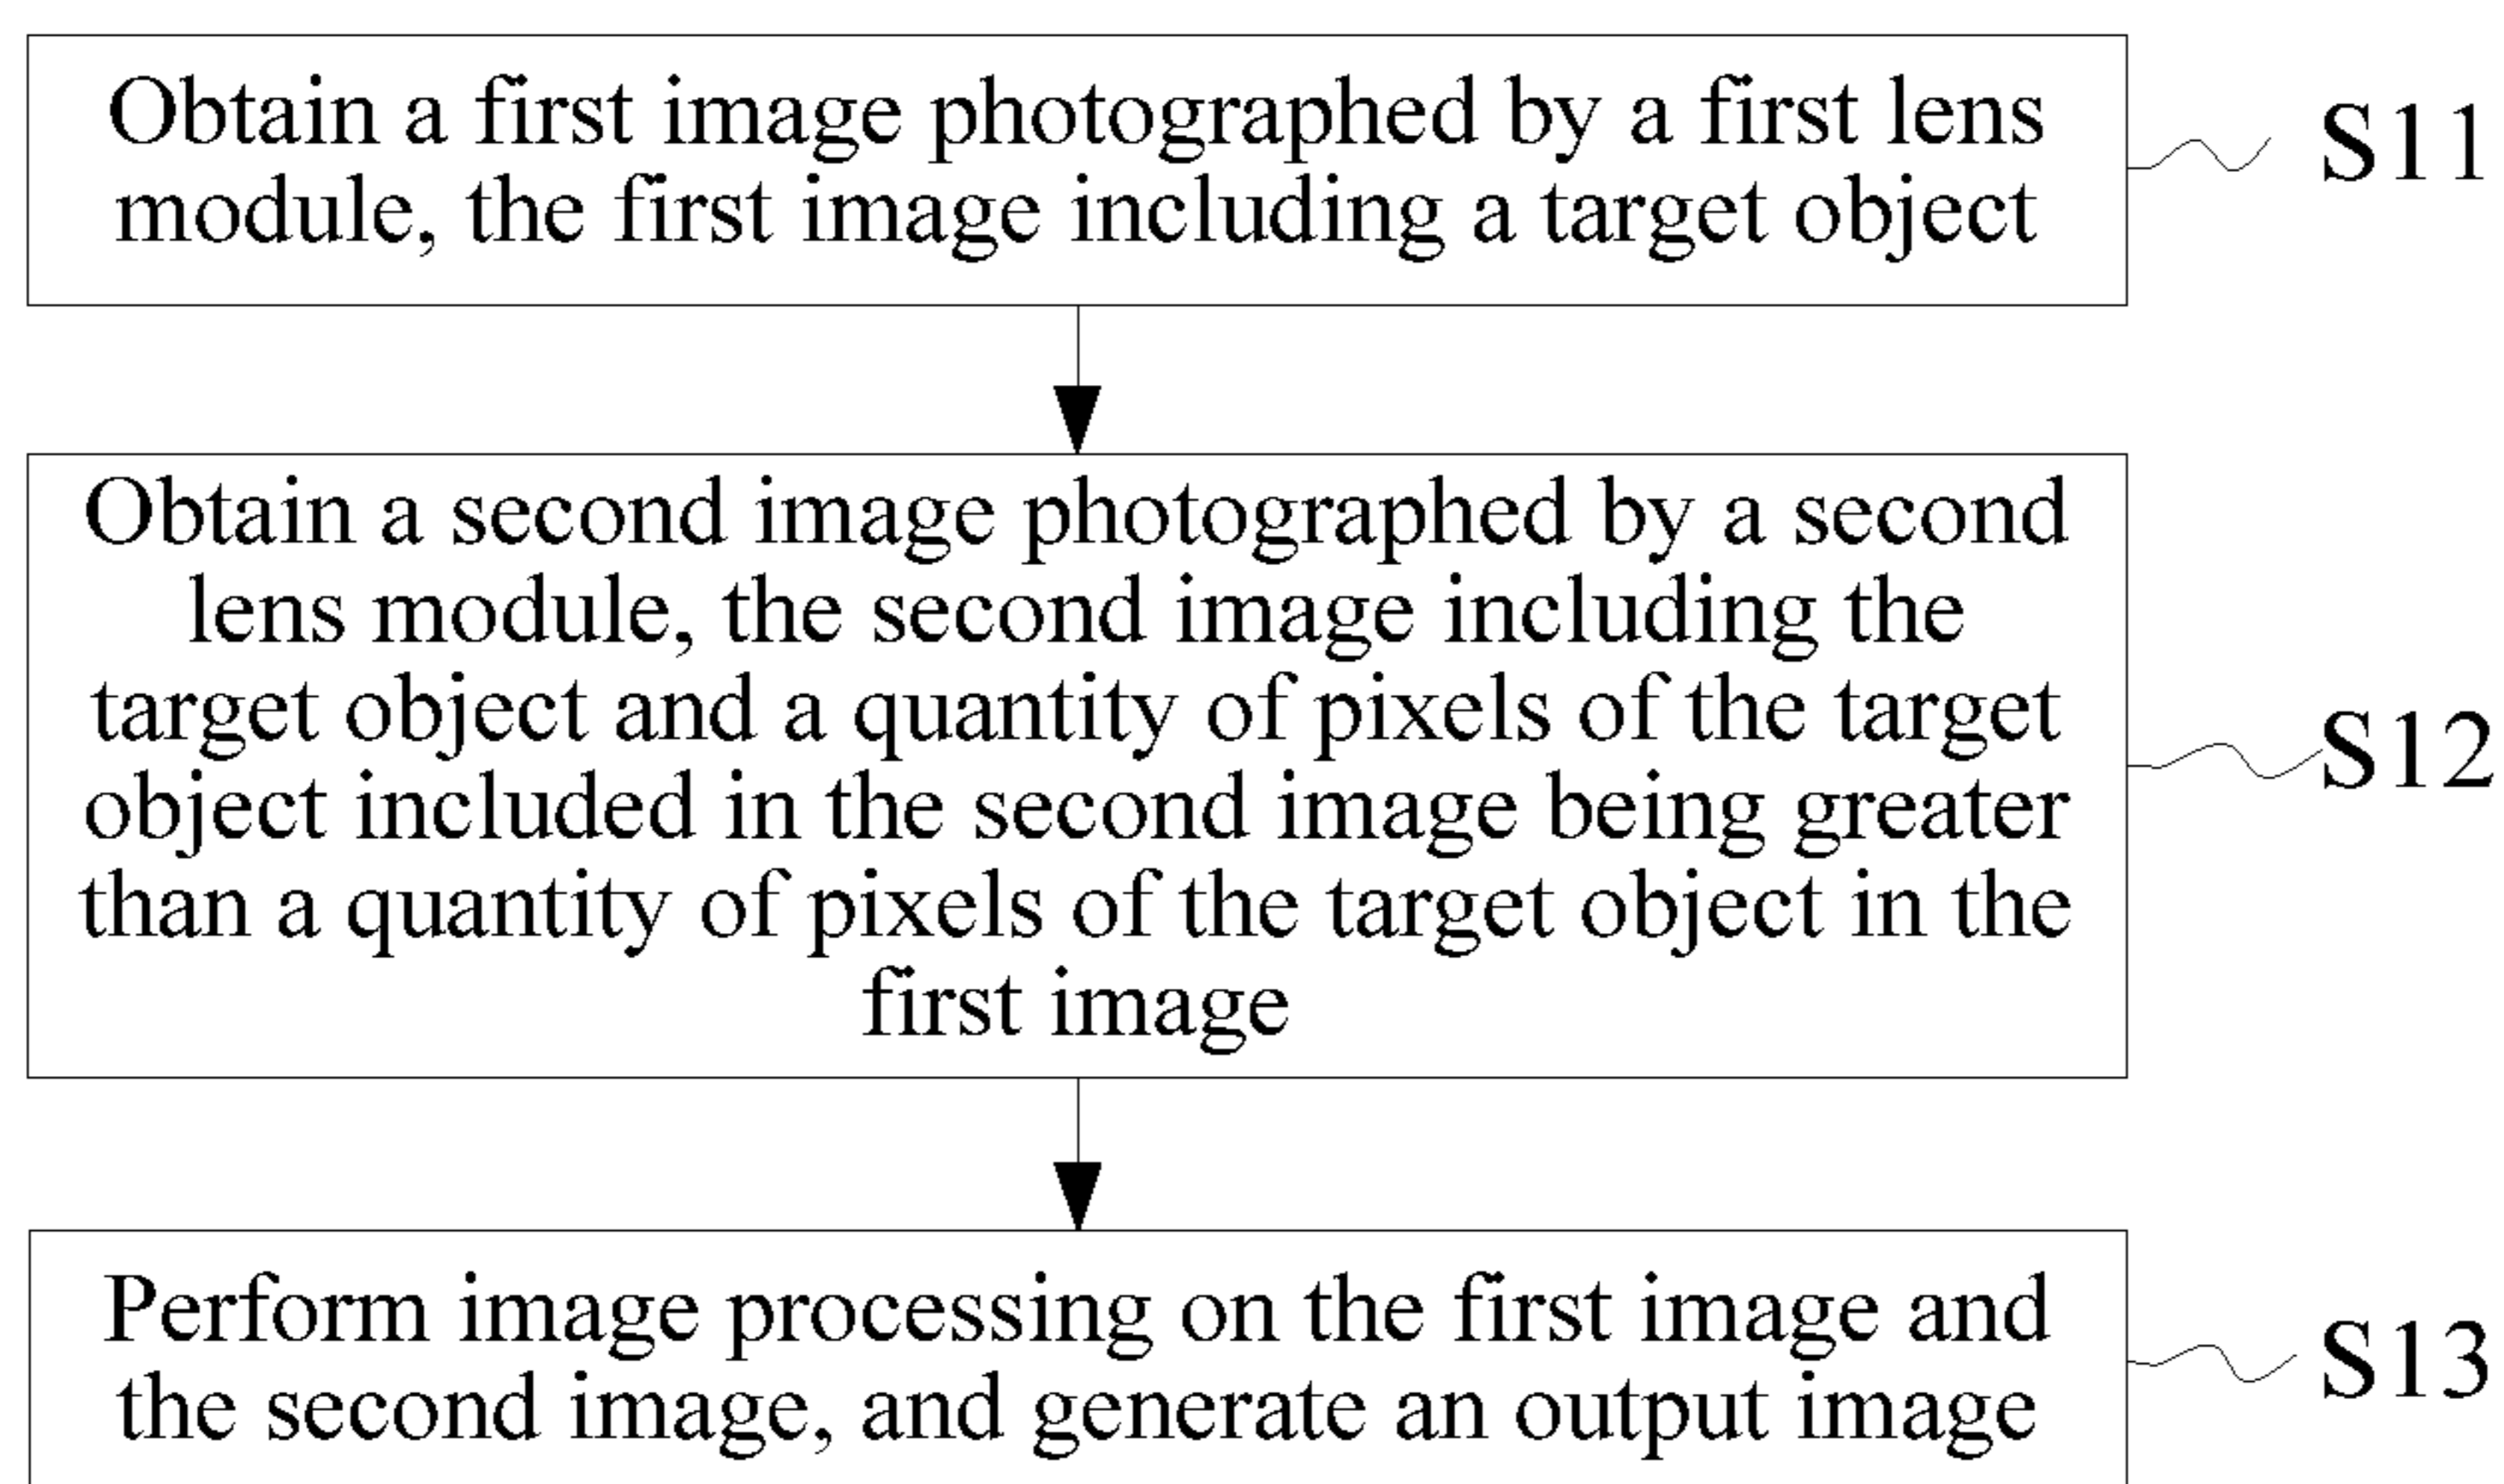 Obtain a first image photographed by a first lens
module, the first image including a target object
S11
Obtain a second image photographed by a second
lens module, the second image including the
target object and a quantity of pixels of the target
object included in the second image being greater
than a quantity of pixels of the target object in the
first image
S12
Perform image processing on the first image and
the second image, and generate an output image
S13